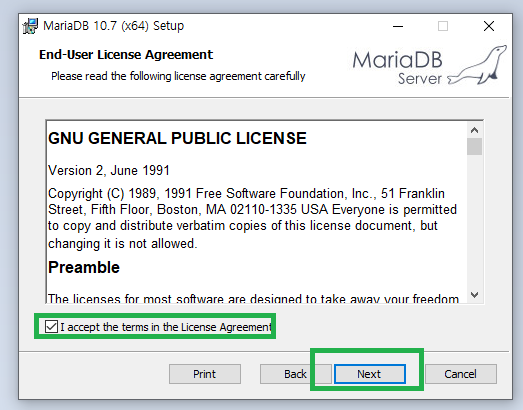 MariaDB 10.7 (x64) Setup
End-User License Agreement
Please read the following license agreement carefully
MariaDB
Server
GNU GENERAL PUBLIC LICENSE
Version 2, June 1991
Copyright (C) 1989, 1991 Free Software Foundation, Inc., 51 Franklin
Street, Fifth Floor, Boston, MA 02110-1335 USA Everyone is permitted
to copy and distribute verbatim copies of this license document, but
changing it is not allowed.
Preamble
The licenses for most software are designed to take away your freedom
I accept the terms in the License Agreement
Print
Back
Next
Cancel